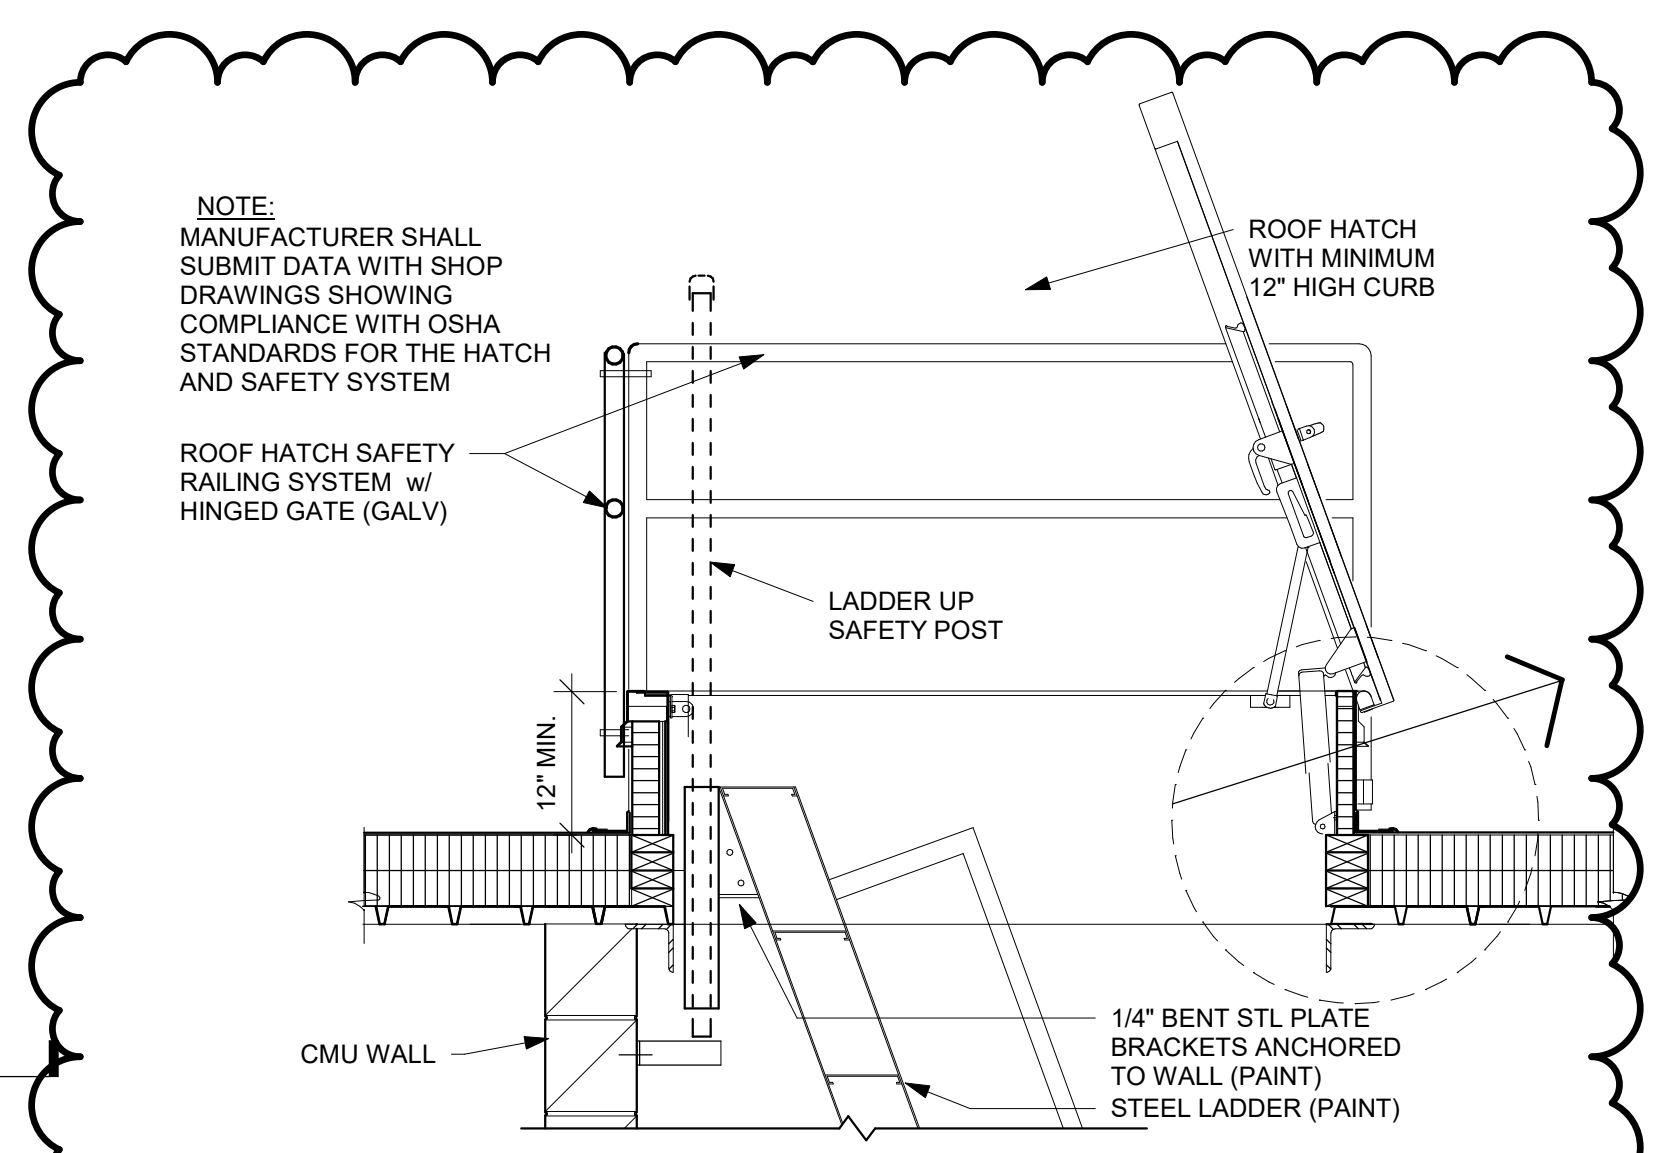 NOTE:
MANUFACTURER SHALL
SUBMIT DATA WITH SHOP
DRAWINGS SHOWING
COMPLIANCE WITH OSHA
STANDARDS FOR THE HATCH
AND SAFETY SYSTEM
ROOF HATCH
WITH MINIMUM
12" HIGH CURB
ROOF HATCH SAFETY
RAILING SYSTEM w/
HINGED GATE (GALV)
LADDER UP
SAFETY POST
12" MIN.
CMU WALL
1/4" BENT STL PLATE
BRACKETS ANCHORED
TO WALL (PAINT)
STEEL LADDER (PAINT)